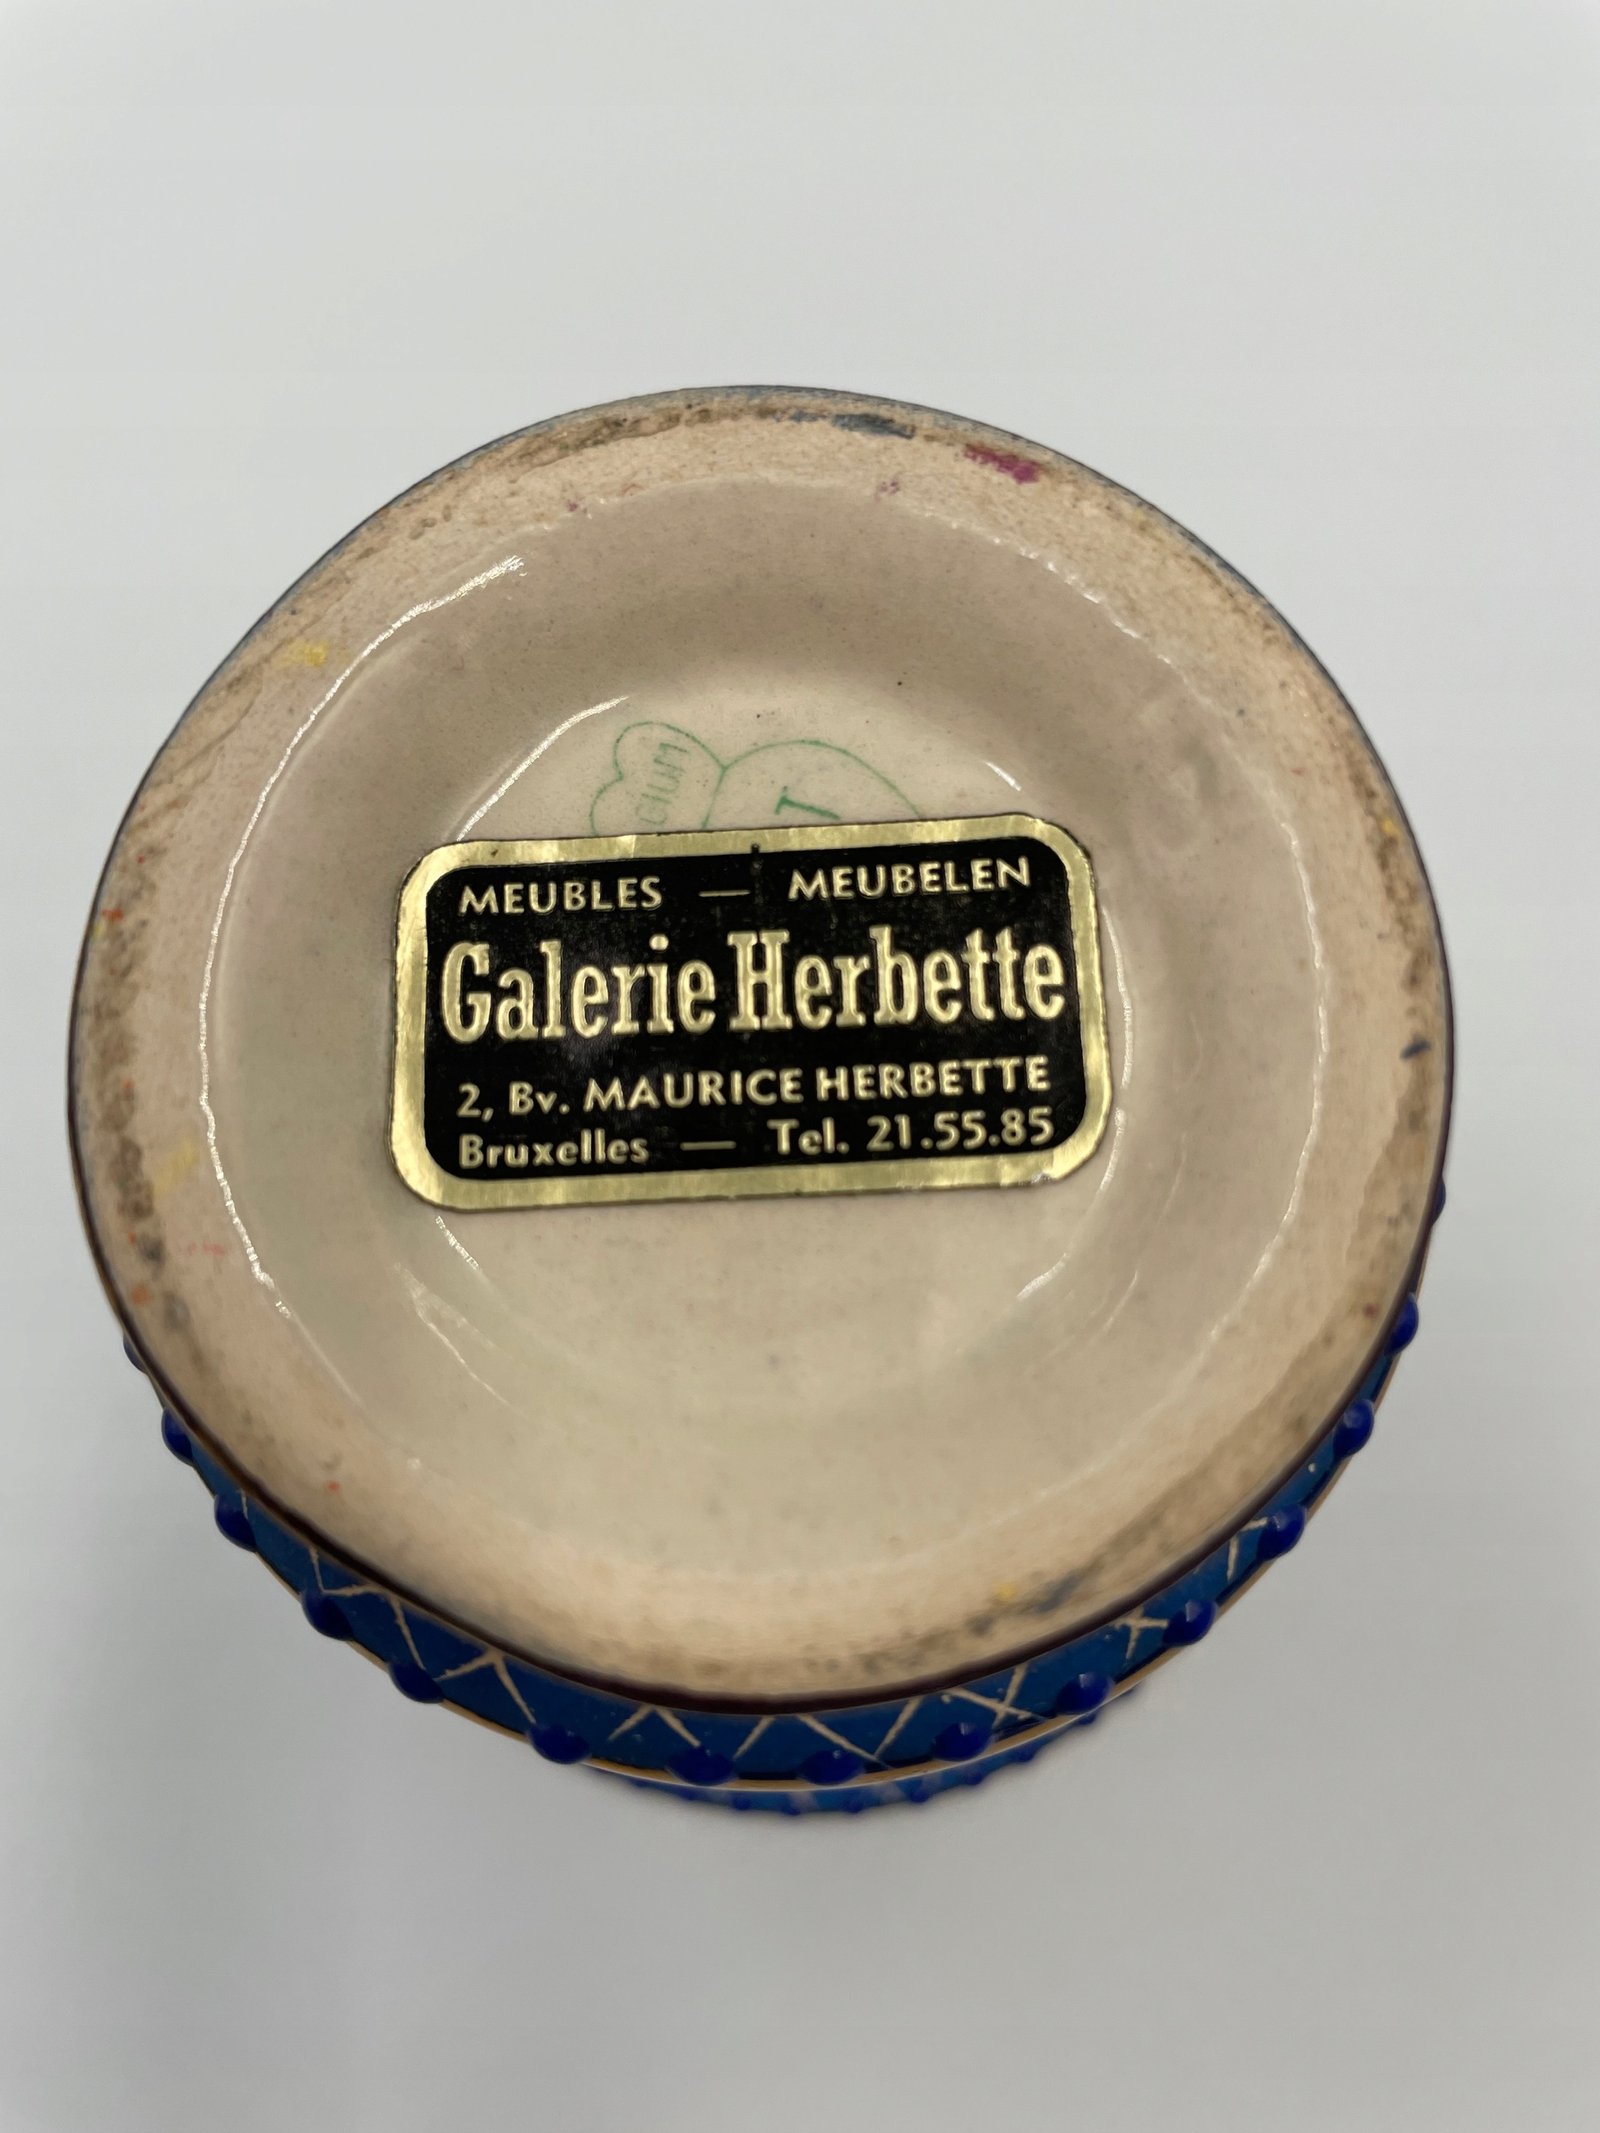 I
MEUBLES — MEUBELEN
Galerie Herbette
2, Bv. MAURICE HERBETTE
Bruxelles — Tel. 21.55.85